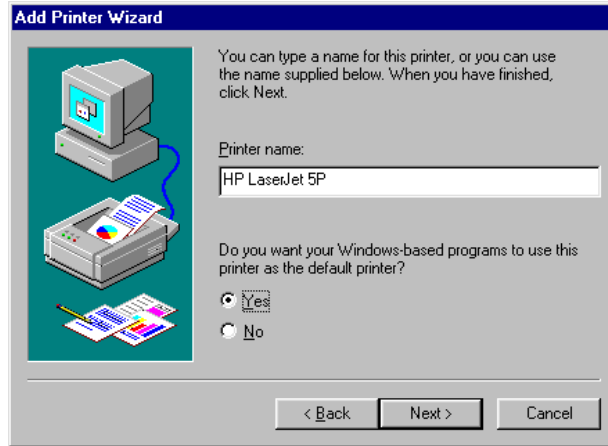 Add Printer Wizard
You can type a name for this printer, or you can use
the name supplied below. When you have finished,
click Next.
Printer name:
HP LaserJet 5P
Do you want your Windows-based programs to use this
printer as the default printer?
Yes
No
< Back
Next >
Cancel